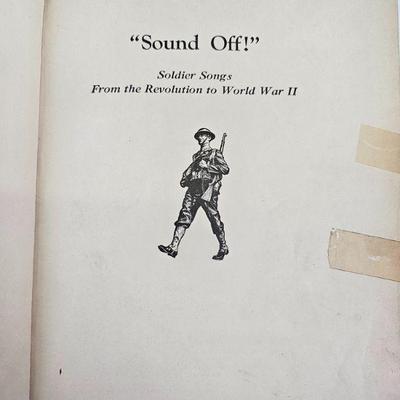 “Sound Off!”
Soldier Songs
From the Revolution to World War II